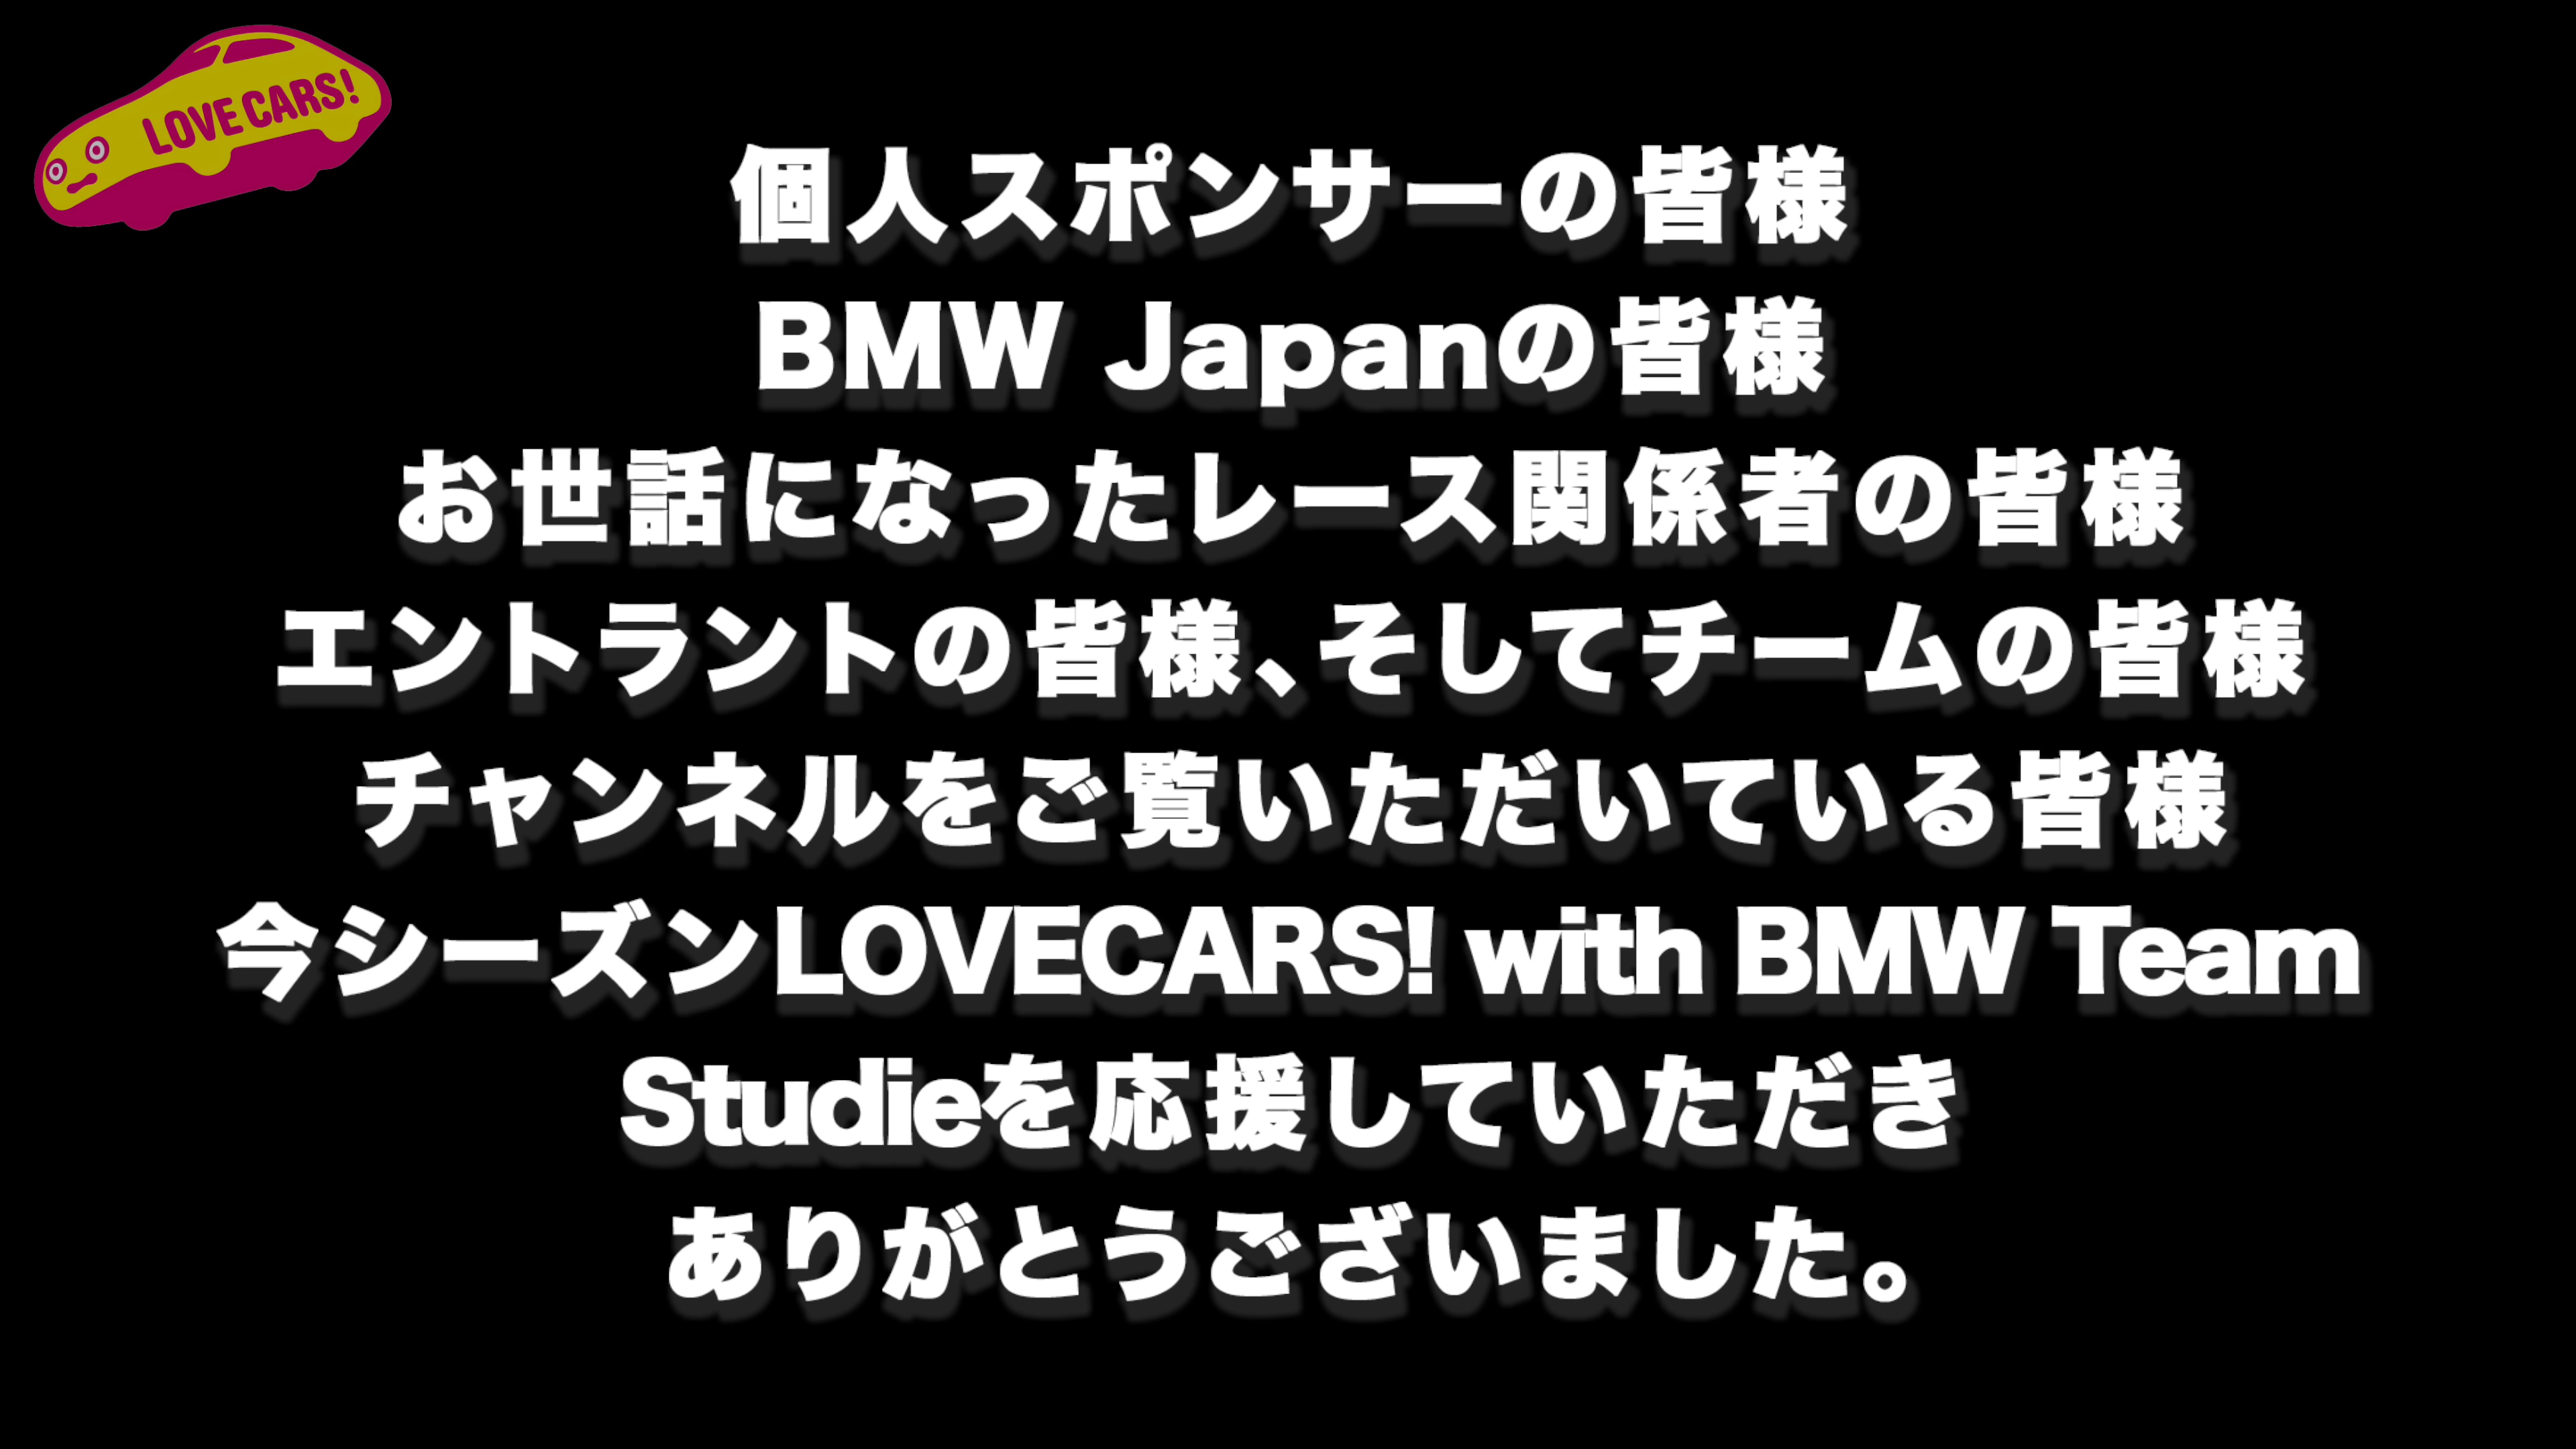 LOVE CARS!
個人スポンサーの皆様
BMW Japanの皆様
お世話になったレース関係者の皆様
エントラントの皆様、そしてチームの皆様
チャンネルをご覧いただいている皆様
今シーズンLOVECARS! with BMW Team
Studieを応援していただき
ありがとうございました。